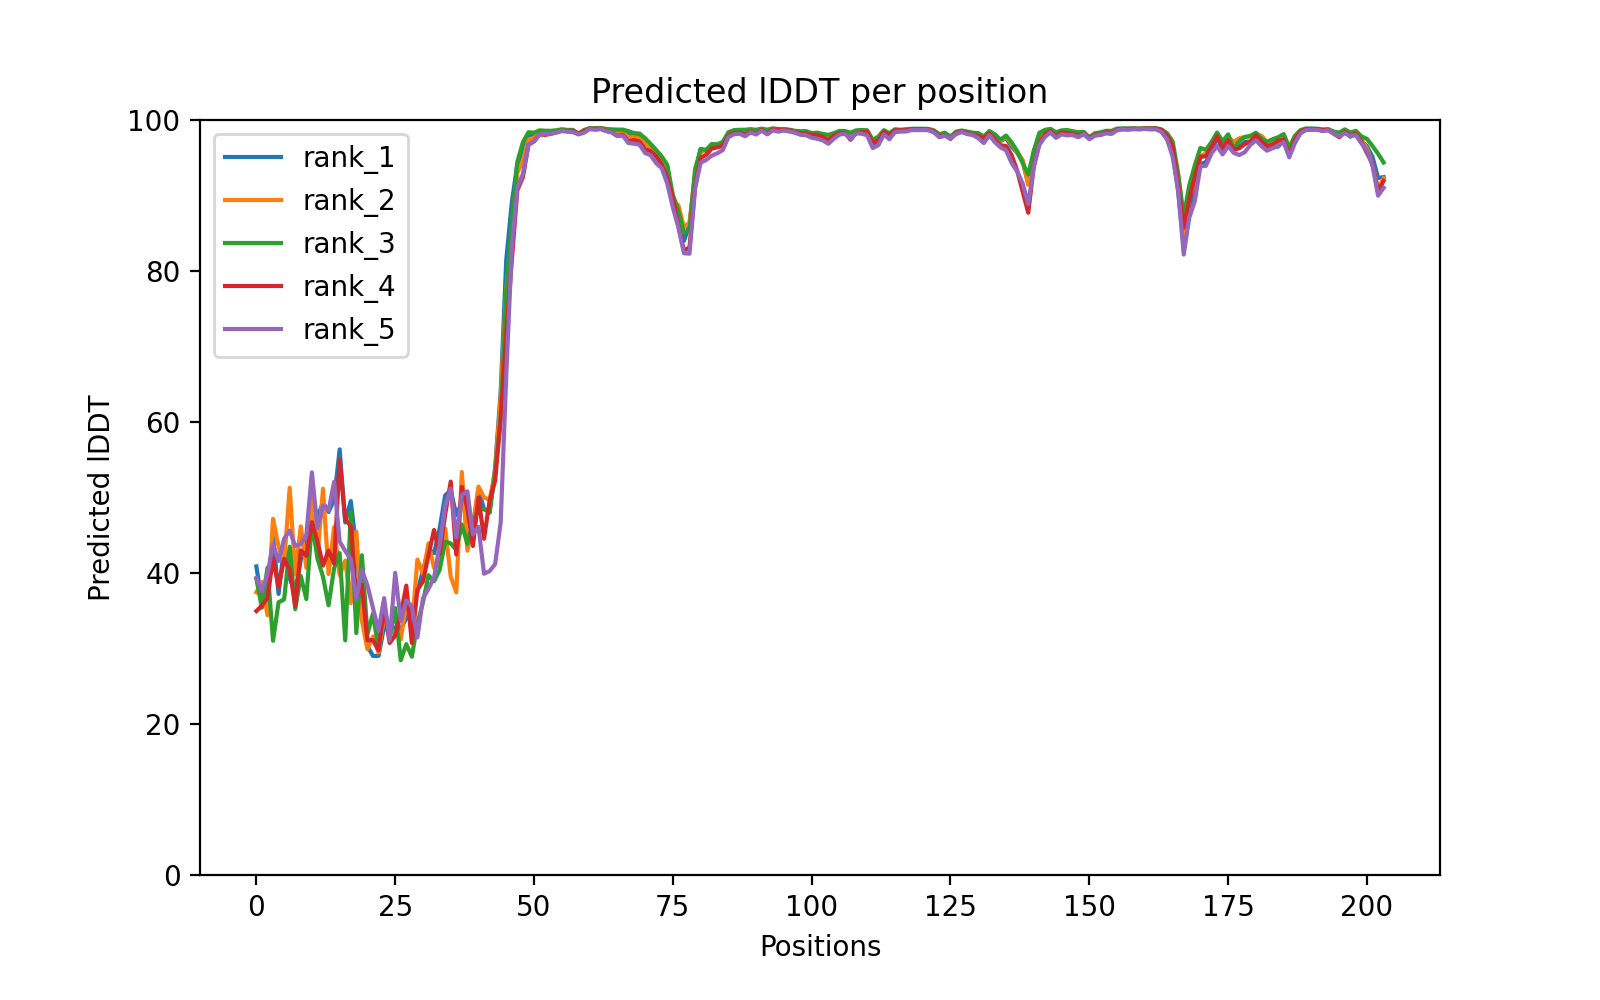 Predicted lDDT per position
100
80
60
40
20
0
Predicted lDDT
rank_1
rank_2
rank_3
rank_4
rank_5
0 25 50 75 100 125 150 175 200
Positions